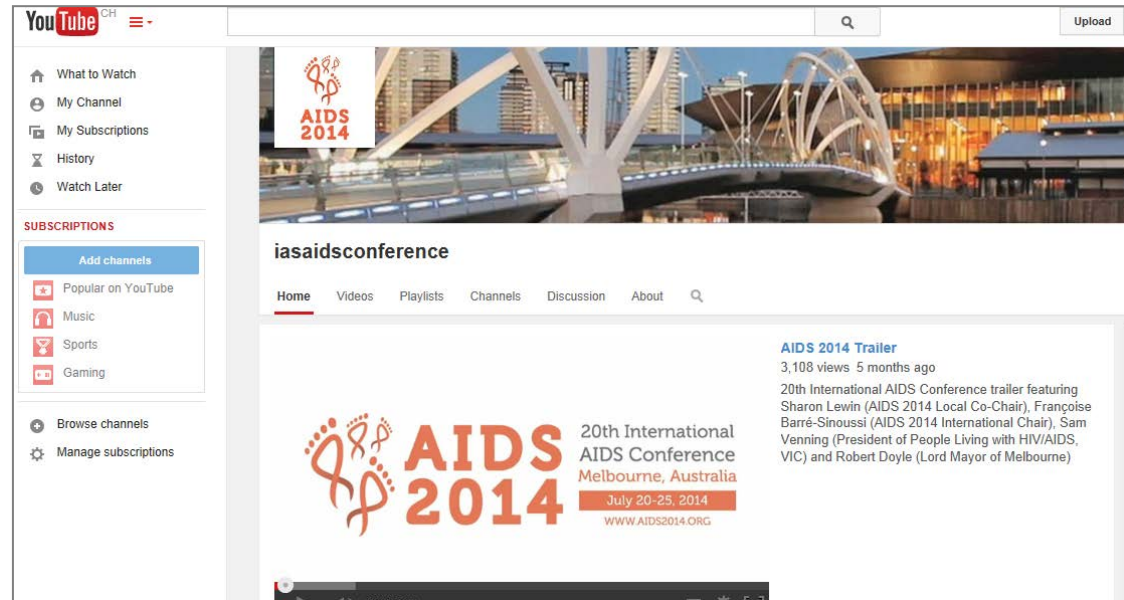 YouTube CH
Upload
What to Watch
My Channel
My Subscriptions
History
Watch Later
SUBSCRIPTIONS
Add channels
Popular on YouTube
Music
Sports
Gaming
Browse channels
Manage subscriptions
AIDS
2014
iasaidsconference
Home Videos Playlists Channels Discussion About
AIDS
2014
20th International
AIDS Conference
Melbourne, Australia
July 20-25, 2014
WWW.AIDS2014.ORG
AIDS 2014 Trailer
3,108 views 5 months ago
20th International AIDS Conference trailer featuring
Sharon Lewin (AIDS 2014 Local Co-Chair), Françoise
Barré-Sinoussi (AIDS 2014 International Chair), Sam
Venning (President of People Living with HIV/AIDS,
VIC) and Robert Doyle (Lord Mayor of Melbourne)